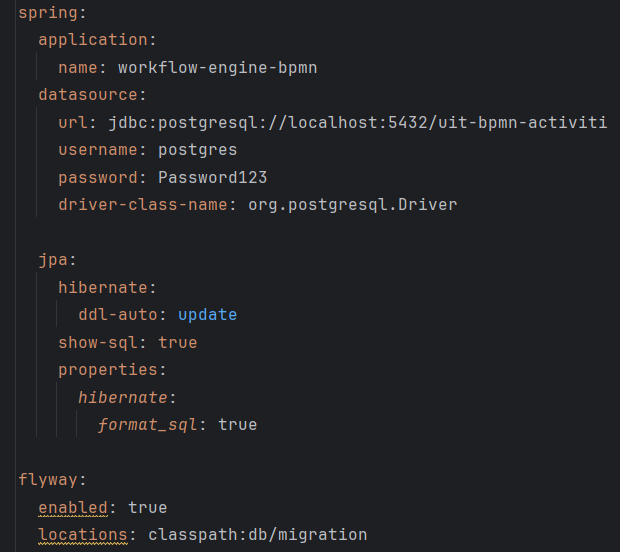 spring:
  application:
    name: workflow-engine-bpmn
  datasource:
    url: jdbc:postgresql://localhost:5432/uit-bpmn-activiti
    username: postgres
    password: Password123
    driver-class-name: org.postgresql.Driver

  jpa:
    hibernate:
      ddl-auto: update
    show-sql: true
    properties:
      hibernate:
        format_sql: true

flyway:
  enabled: true
  locations: classpath:db/migration